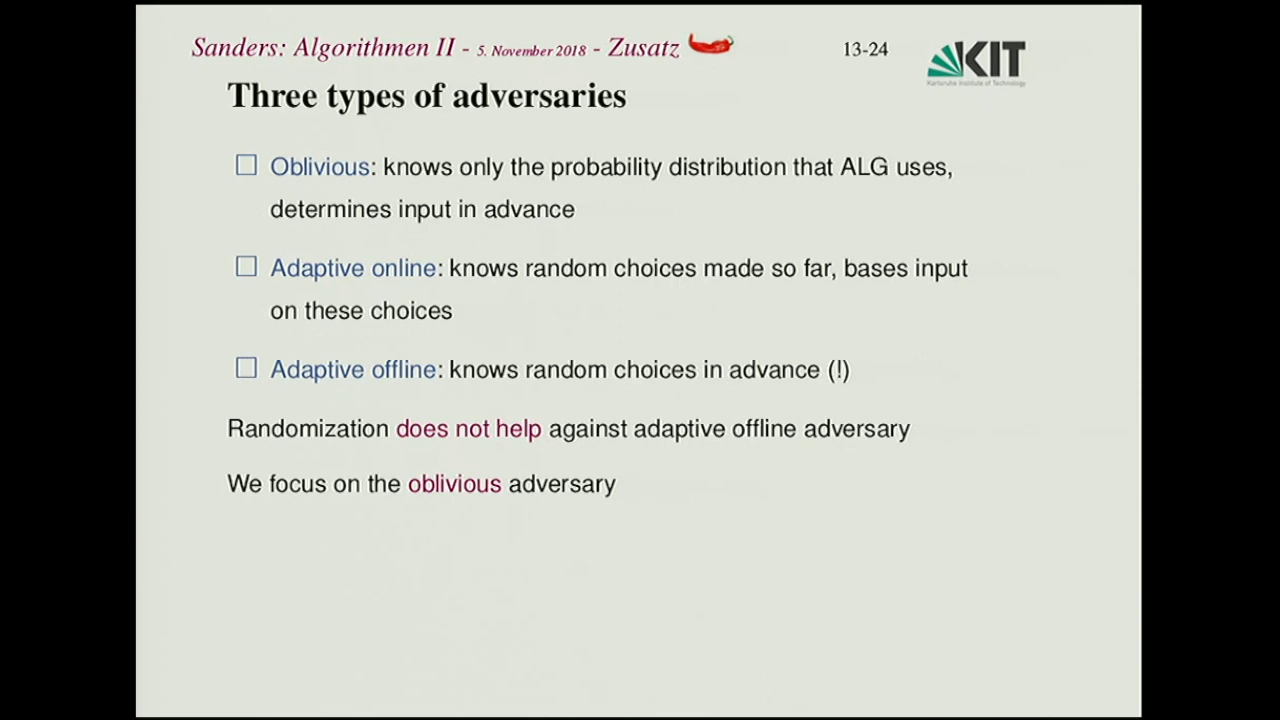 Sanders: Algorithmen II - 5. November 2018 - Zusatz
13-24
KIT
Karlsruhe Institute of Technology
Three types of adversaries
Oblivious: knows only the probability distribution that ALG uses,
determines input in advance
Adaptive online: knows random choices made so far, bases input
on these choices
Adaptive offline: knows random choices in advance (!)
Randomization does not help against adaptive offline adversary
We focus on the oblivious adversary